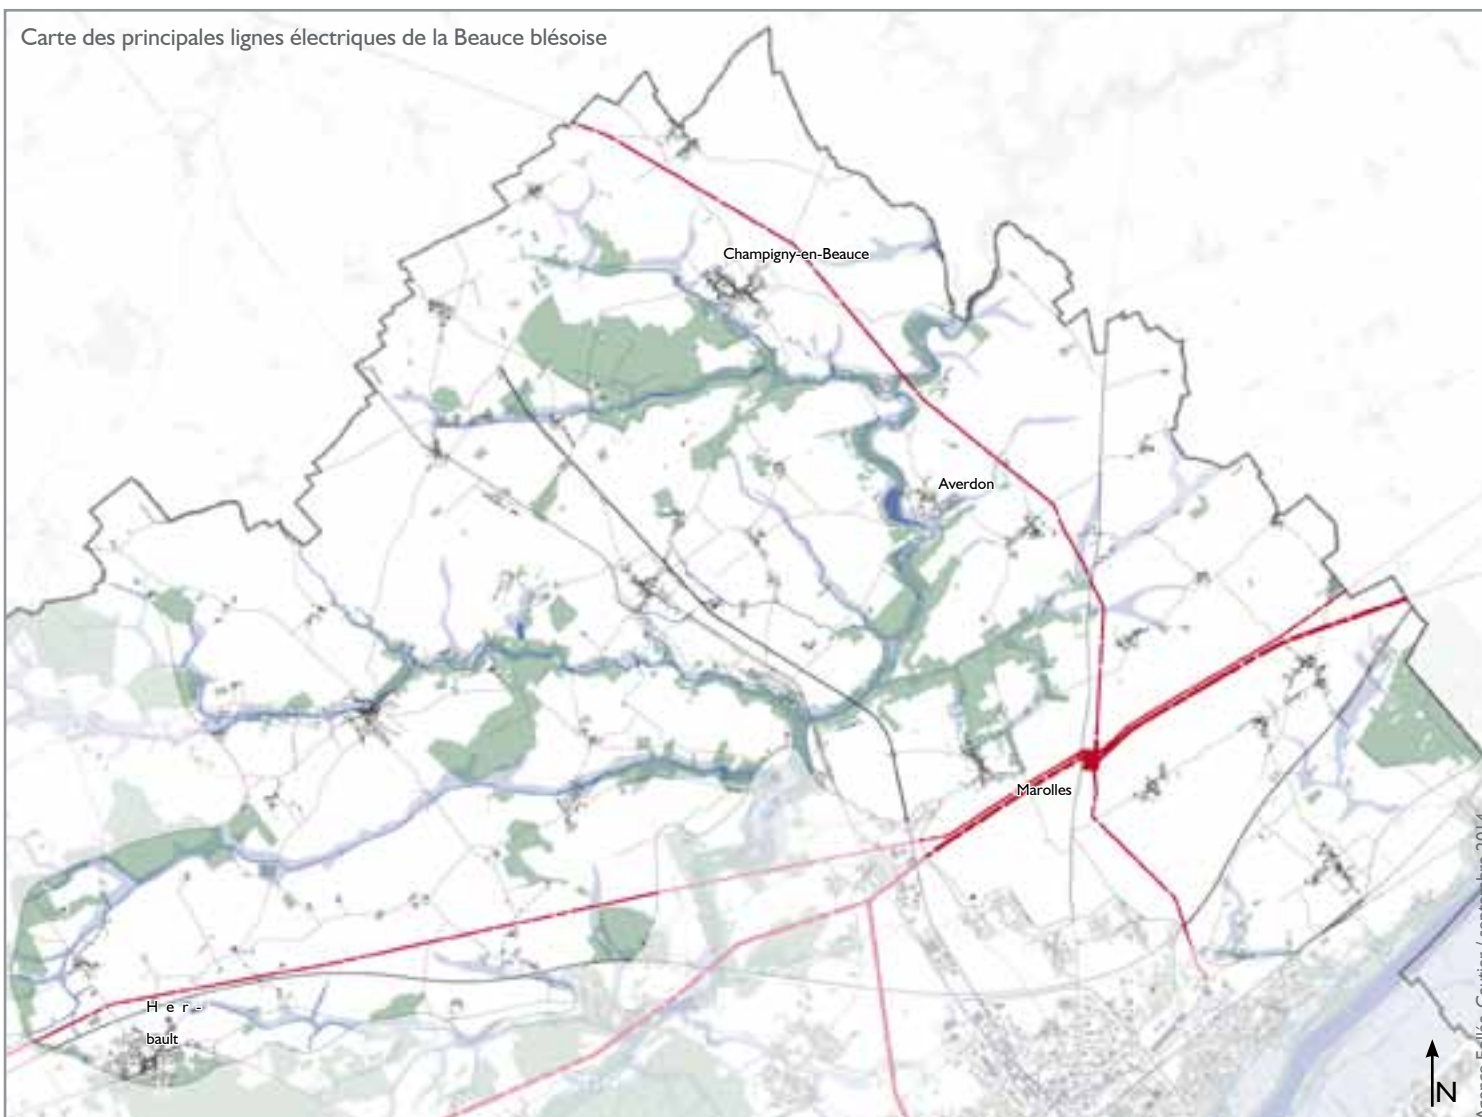 Carte des principales lignes électriques de la Beauce blésoise
Champigny-en-Beauce
Averdon
Marolles
H e r -
bault
N